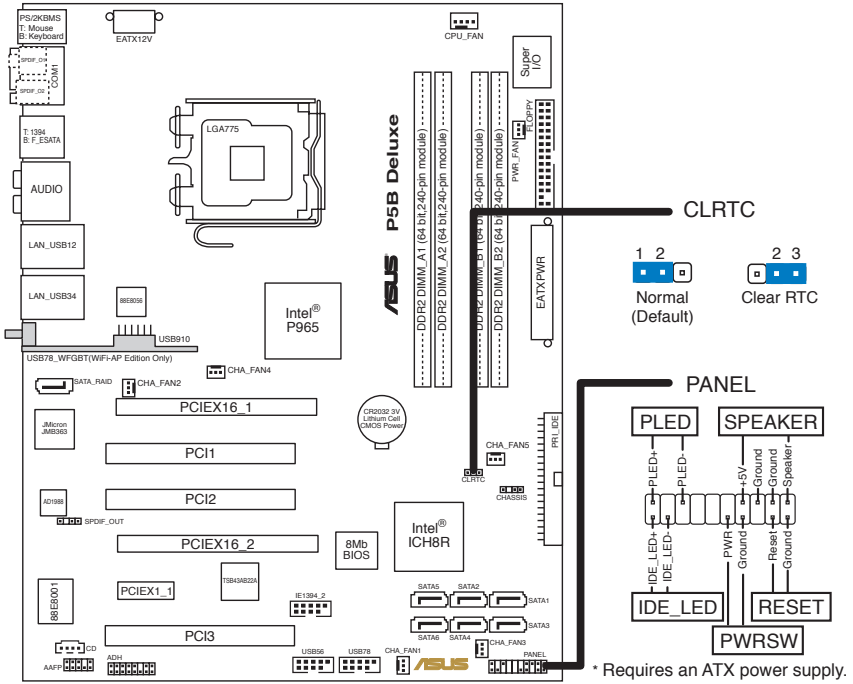 PS/2KBMS
T: Mouse
B: Keyboard
SPDIF_O1
SPDIF_O2
COM1
EATX12V
CPU_FAN
Super
I/O
T: 1394
B: F_ESATA
LGA775
PWR_FAN
FLOPPY
AUDIO
ASUS P5B Deluxe
DDR2 DIMM_A1 (64 bit,240-pin module)
DDR2 DIMM_A2 (64 bit,240-pin module)
DDR2 DIMM_B1 (64 bit,240-pin module)
DDR2 DIMM_B2 (64 bit,240-pin module)
CLRTC
1 2
Normal
(Default)
2 3
Clear RTC
LAN_USB12
LAN_USB34
88E8056
Intel®
P965
EATXPWR
USB910
USB78_WFGBT(WiFi-AP Edition Only)
SATA_RAID
CHA_FAN2
CHA_FAN4
PCIEX16_1
CR2032 3V
Lithium Cell
CMOS Power
JMicron
JMB363
PCI1
CHA_FAN5
CLRTC
CHASSIS
PRI_IDE
AD1988
SPDIF_OUT
PCI2
PCIEX16_2
8Mb
BIOS
Intel®
ICH8R
88E8001
PCIEX1_1
TSB43AB22A
IE1394_2
SATA5
SATA2
SATA1
SATA6
SATA4
SATA3
PCI3
CD
AAFP
ADH
USB56
USB78
CHA_FAN1
ASUS
CHA_FAN3
PANEL
PANEL
PLED
SPEAKER
PLED+
PLED-
+5V
Ground
Ground
Speaker
IDE_LED+
IDE_LED-
PWR
Ground
Reset
Ground
IDE_LED
RESET
PWRSW
* Requires an ATX power supply.